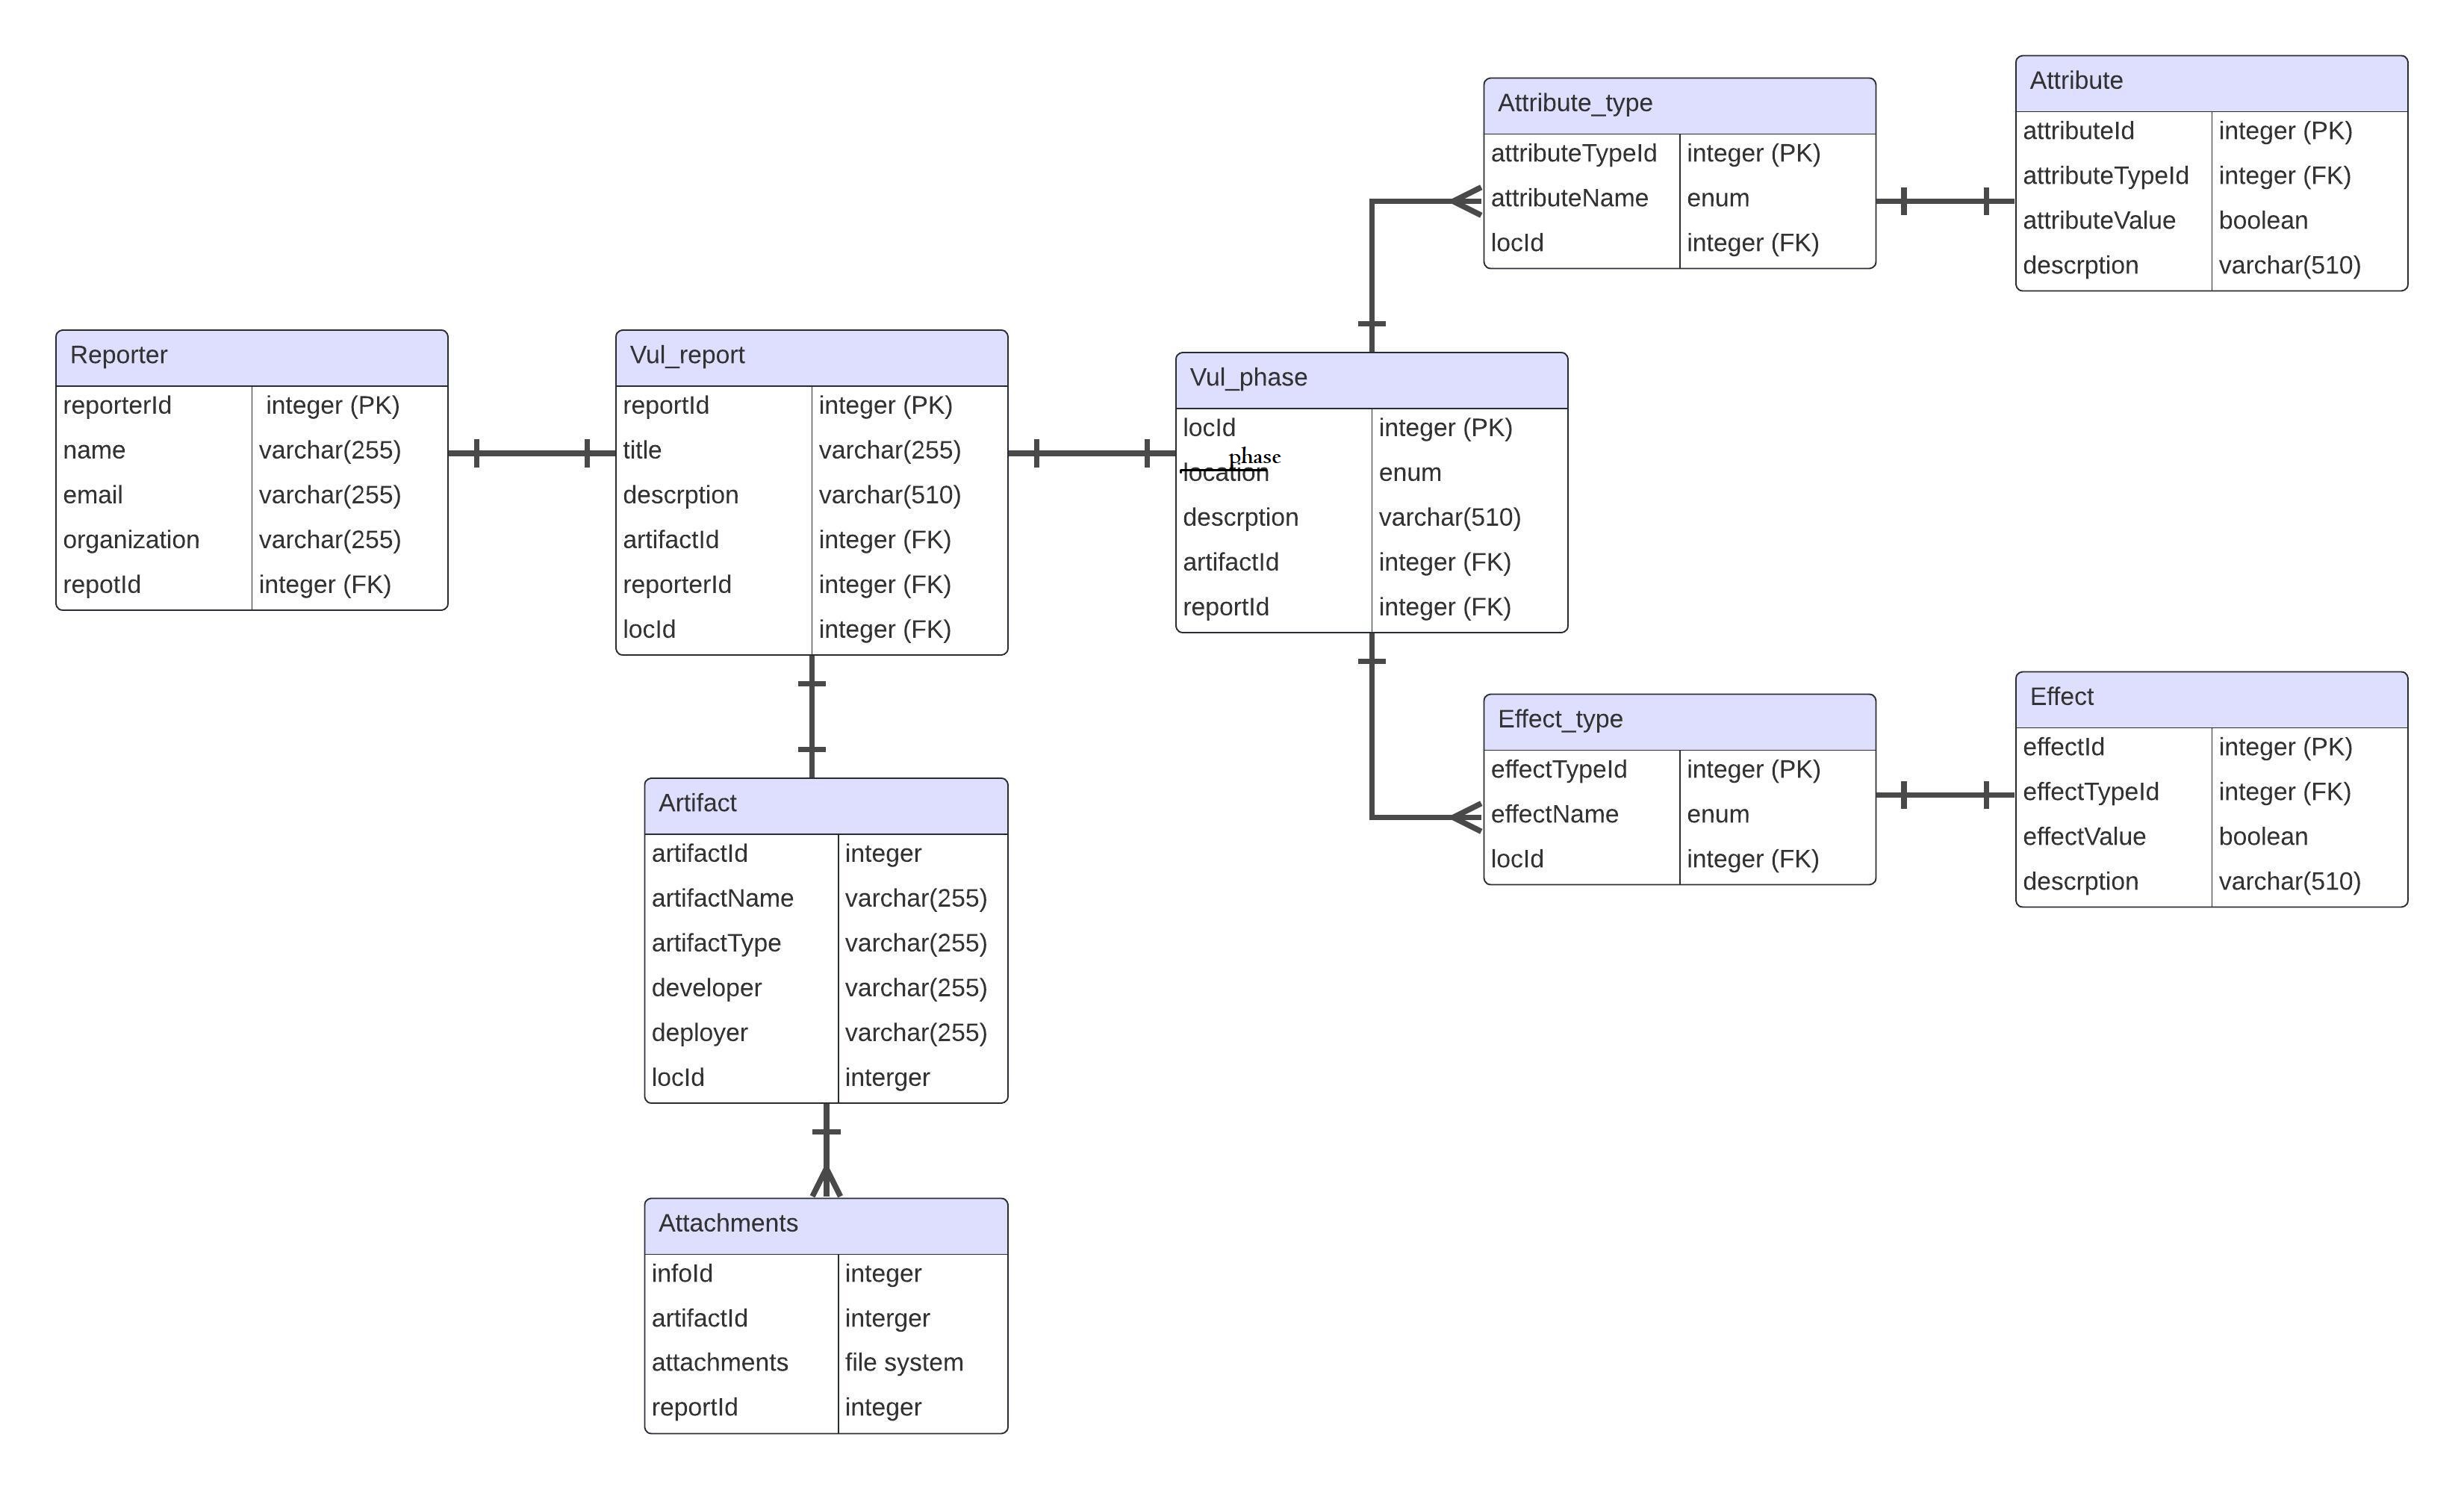 Reporter
reporterId integer (PK)
name varchar(255)
email varchar(255)
organization varchar(255)
repotId integer (FK)
Vul_report
reportId integer (PK)
title varchar(255)
descrption varchar(510)
artifactId integer (FK)
reporterId integer (FK)
locId integer (FK)
Artifact
artifactId integer
artifactName varchar(255)
artifactType varchar(255)
developer varchar(255)
deployer varchar(255)
locId interger
Attachments
infoId integer
artifactId interger
attachments file system
reportId integer
Vul_phase
locId integer (PK)
phase
location enum
descrption varchar(510)
artifactId integer (FK)
reportId integer (FK)
Attribute_type
attributeTypeId integer (PK)
attributeName enum
locId integer (FK)
Attribute
attributeId integer (PK)
attributeTypeId integer (FK)
attributeValue boolean
descrption varchar(510)
Effect_type
effectTypeId integer (PK)
effectName enum
locId integer (FK)
Effect
effectId integer (PK)
effectTypeId integer (FK)
effectValue boolean
descrption varchar(510)